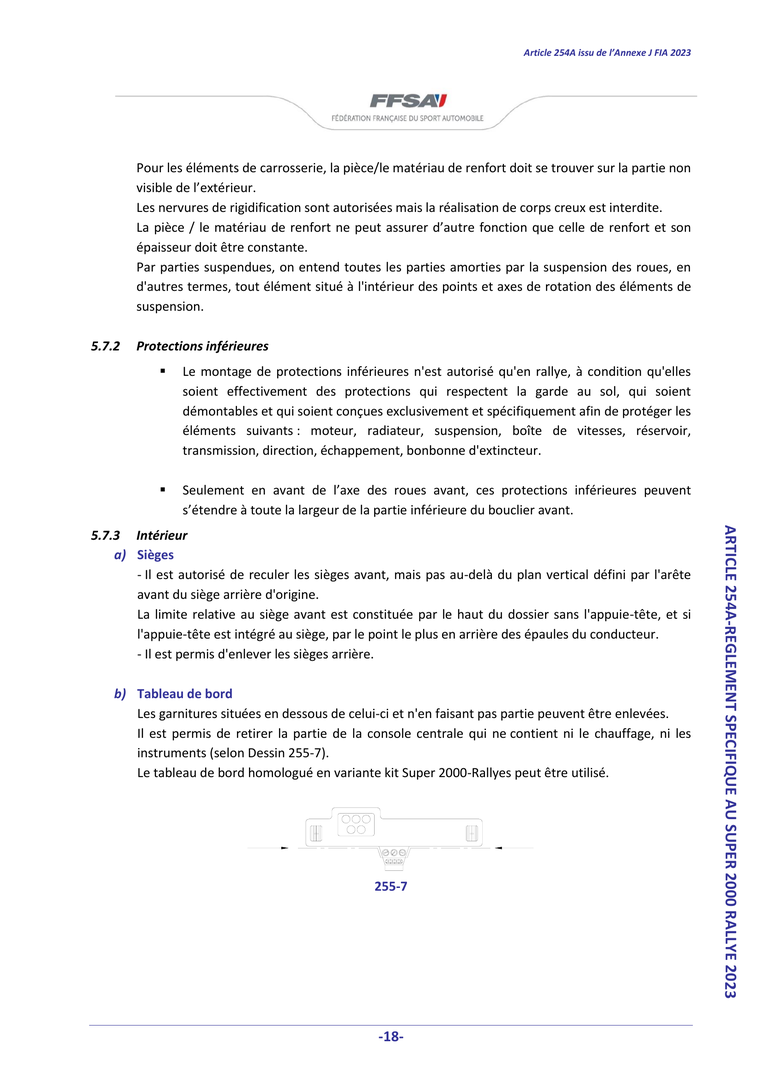 Article 254A issu de l’Annexe J FIA 2023
FFSA
FÉDÉRATION FRANÇAISE DU SPORT AUTOMOBILE
Pour les éléments de carrosserie, la pièce/le matériau de renfort doit se trouver sur la partie non
visible de l’extérieur.
Les nervures de rigidification sont autorisées mais la réalisation de corps creux est interdite.
La pièce / le matériau de renfort ne peut assurer d’autre fonction que celle de renfort et son
épaisseur doit être constante.
Par parties suspendues, on entend toutes les parties amorties par la suspension des roues, en
d'autres termes, tout élément situé à l'intérieur des points et axes de rotation des éléments de
suspension.
5.7.2 Protections inférieures
▪ Le montage de protections inférieures n'est autorisé qu'en rallye, à condition qu'elles
soient effectivement des protections qui respectent la garde au sol, qui soient
démontables et qui soient conçues exclusivement et spécifiquement afin de protéger les
éléments suivants : moteur, radiateur, suspension, boîte de vitesses, réservoir,
transmission, direction, échappement, bonbonne d'extincteur.
▪ Seulement en avant de l’axe des roues avant, ces protections inférieures peuvent
s’étendre à toute la largeur de la partie inférieure du bouclier avant.
5.7.3 Intérieur
a) Sièges
- Il est autorisé de reculer les sièges avant, mais pas au-delà du plan vertical défini par l'arête
avant du siège arrière d'origine.
La limite relative au siège avant est constituée par le haut du dossier sans l'appuie-tête, et si
l'appuie-tête est intégré au siège, par le point le plus en arrière des épaules du conducteur.
- Il est permis d'enlever les sièges arrière.
b) Tableau de bord
Les garnitures situées en dessous de celui-ci et n'en faisant pas partie peuvent être enlevées.
Il est permis de retirer la partie de la console centrale qui ne contient ni le chauffage, ni les
instruments (selon Dessin 255-7).
Le tableau de bord homologué en variante kit Super 2000-Rallyes peut être utilisé.
255-7
ARTICLE 254A-REGLEMENT SPECIFIQUE AU SUPER 2000 RALLYE 2023
-18-